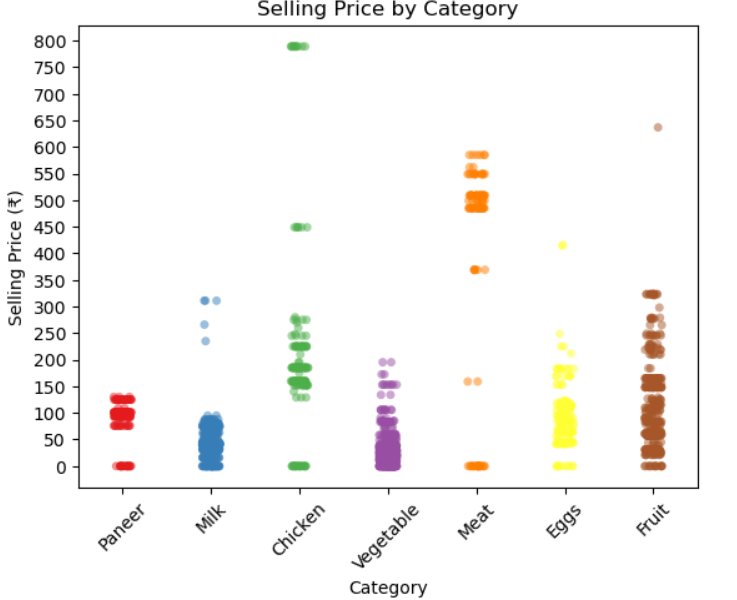 Selling Price by Category
Selling Price (₹)
800
750
700
650
600
550
500
450
400
350
300
250
200
150
100
50
0
Paneer
Milk
Chicken
Vegetable
Meat
Eggs
Fruit
Category